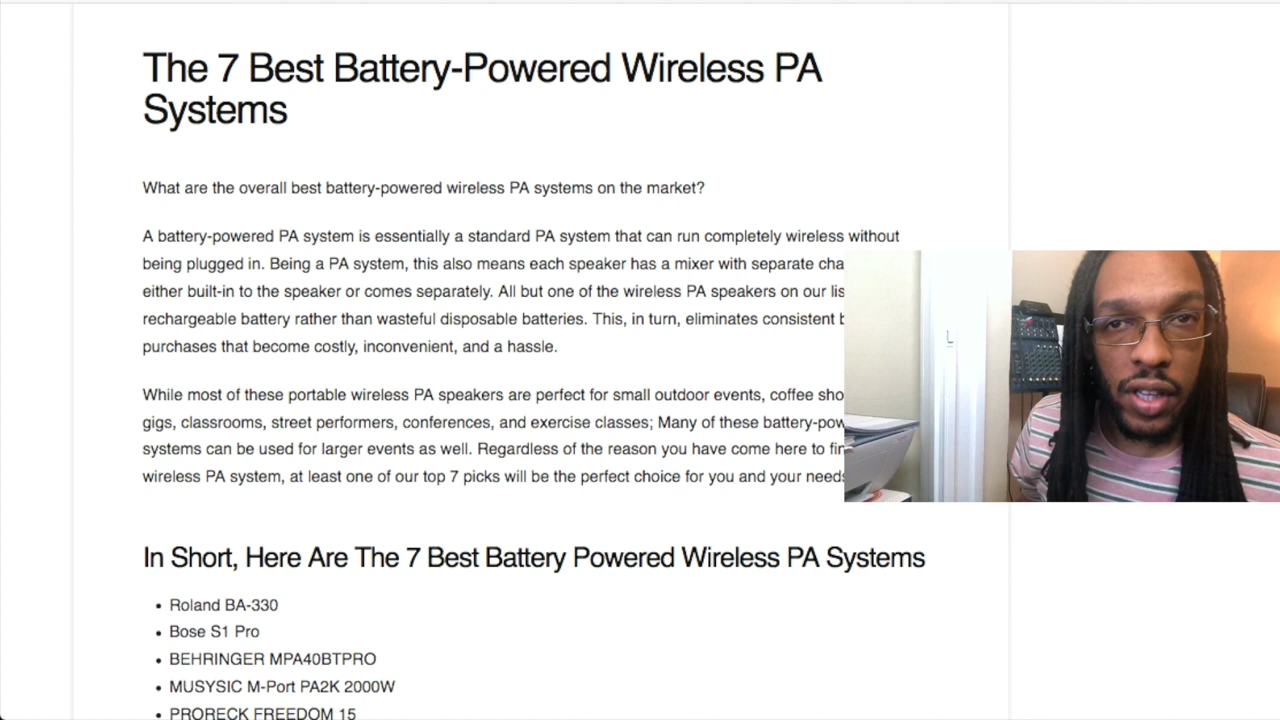 The 7 Best Battery-Powered Wireless PA
Systems
What are the overall best battery-powered wireless PA systems on the market?
A battery-powered PA system is essentially a standard PA system that can run completely wireless without
being plugged in. Being a PA system, this also means each speaker has a mixer with separate cha
either built-in to the speaker or comes separately. All but one of the wireless PA speakers on our lis
rechargeable battery rather than wasteful disposable batteries. This, in turn, eliminates consistent b
purchases that become costly, inconvenient, and a hassle.
While most of these portable wireless PA speakers are perfect for small outdoor events, coffee sho
gigs, classrooms, street performers, conferences, and exercise classes; Many of these battery-pow
systems can be used for larger events as well. Regardless of the reason you have come here to fin
wireless PA system, at least one of our top 7 picks will be the perfect choice for you and your needs
In Short, Here Are The 7 Best Battery Powered Wireless PA Systems
• Roland BA-330
• Bose S1 Pro
• BEHRINGER MPA40BTPRO
• MUSYSIC M-Port PA2K 2000W
• PRORECK FREEDOM 15